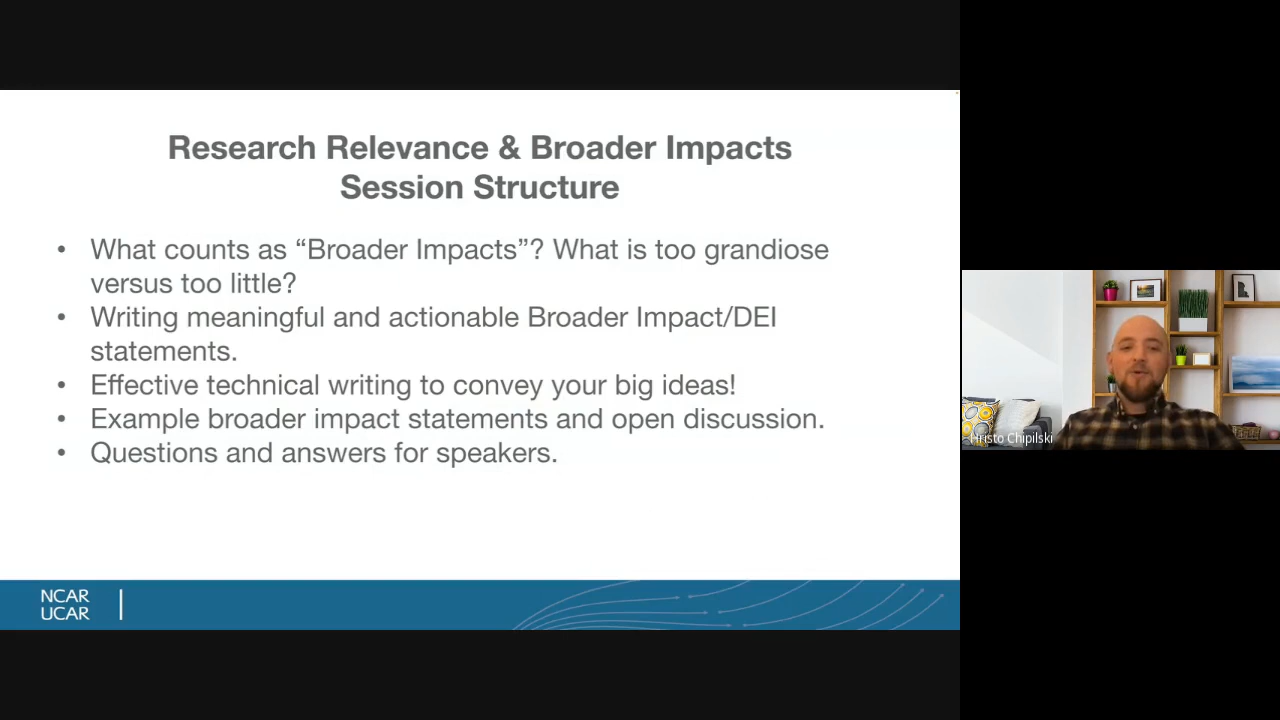 Research Relevance & Broader Impacts
Session Structure
• What counts as “Broader Impacts”? What is too grandiose
versus too little?
• Writing meaningful and actionable Broader Impact/DEI
statements.
• Effective technical writing to convey your big ideas!
• Example broader impact statements and open discussion.
• Questions and answers for speakers.
NCAR
UCAR
Hristo Chipilski